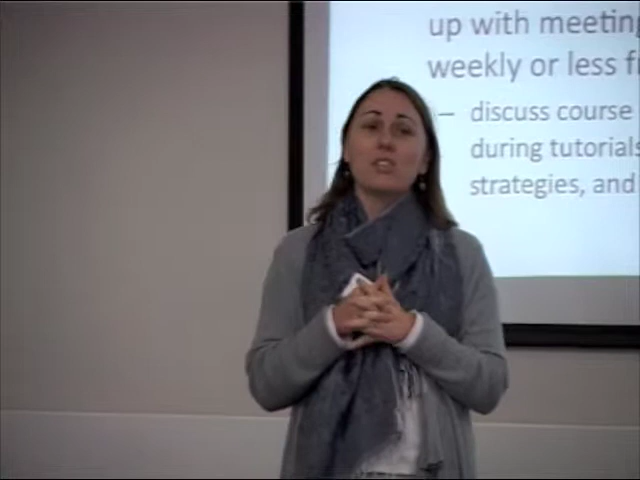 up with meeting
weekly or less
– discuss course
during tutorials
strategies, and